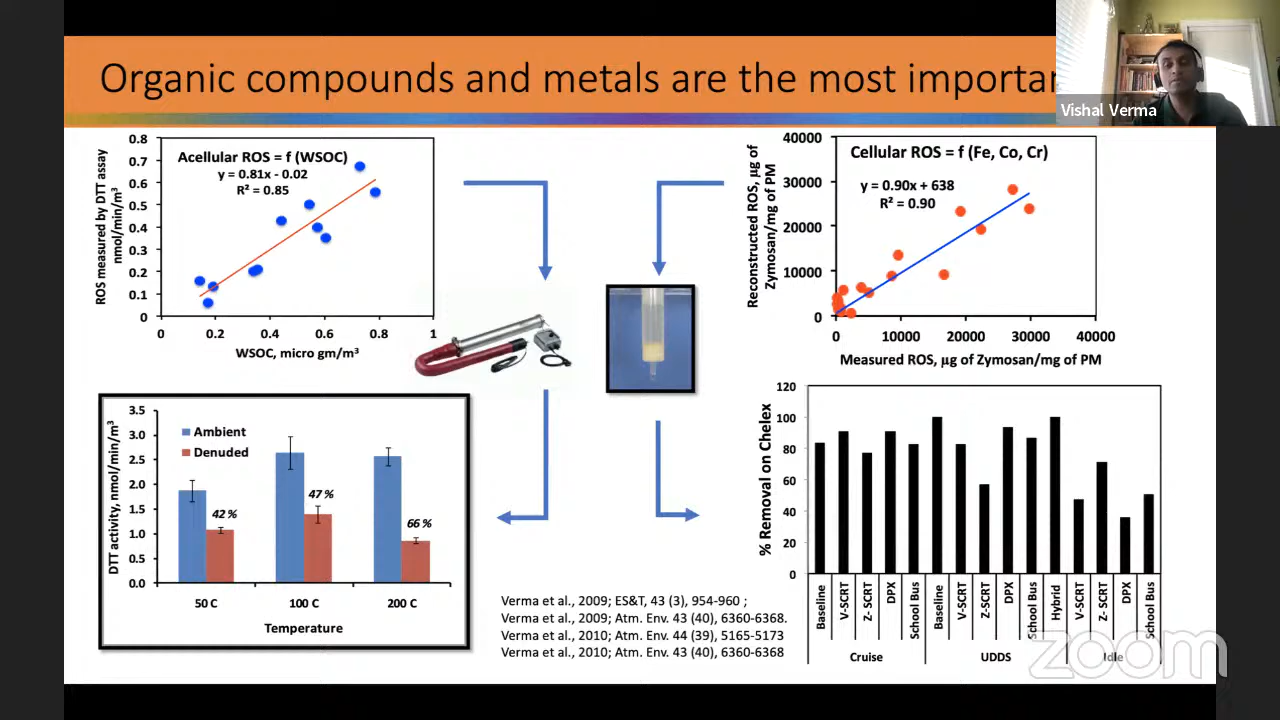 Organic compounds and metals are the most importan
Vishal Verma
0.8
0.7
0.6
0.5
0.4
0.3
0.2
0.1
0
ROS measured by DTT assay
nmol/min/m³
Acellular ROS = f (WSOC)
y = 0.81x - 0.02
R² = 0.85
0 0.2 0.4 0.6 0.8 1
WSOC, micro gm/m³
40000
30000
20000
10000
0
Reconstructed ROS, µg of
Zymosan/mg of PM
Cellular ROS = f (Fe, Co, Cr)
y = 0.90x + 638
R² = 0.90
0 10000 20000 30000 40000
Measured ROS, µg of Zymosan/mg of PM
3.5
3.0
2.5
2.0
1.5
1.0
0.5
0.0
DTT activity, nmol/min/m³
Ambient
Denuded
42 %
47 %
66 %
50 C 100 C 200 C
Temperature
Verma et al., 2009; ES&T, 43 (3), 954-960 ;
Verma et al., 2009; Atm. Env. 43 (40), 6360-6368.
Verma et al., 2010; Atm. Env. 44 (39), 5165-5173
Verma et al., 2010; Atm. Env. 43 (40), 6360-6368
120
100
80
60
40
20
0
% Removal on Chelex
Baseline V-SCRT Z- SCRT DPX School Bus Baseline V-SCRT Z-SCRT DPX School Bus Hybrid V-SCRT Z- SCRT DPX School Bus
Cruise UDDS Idle
zoom